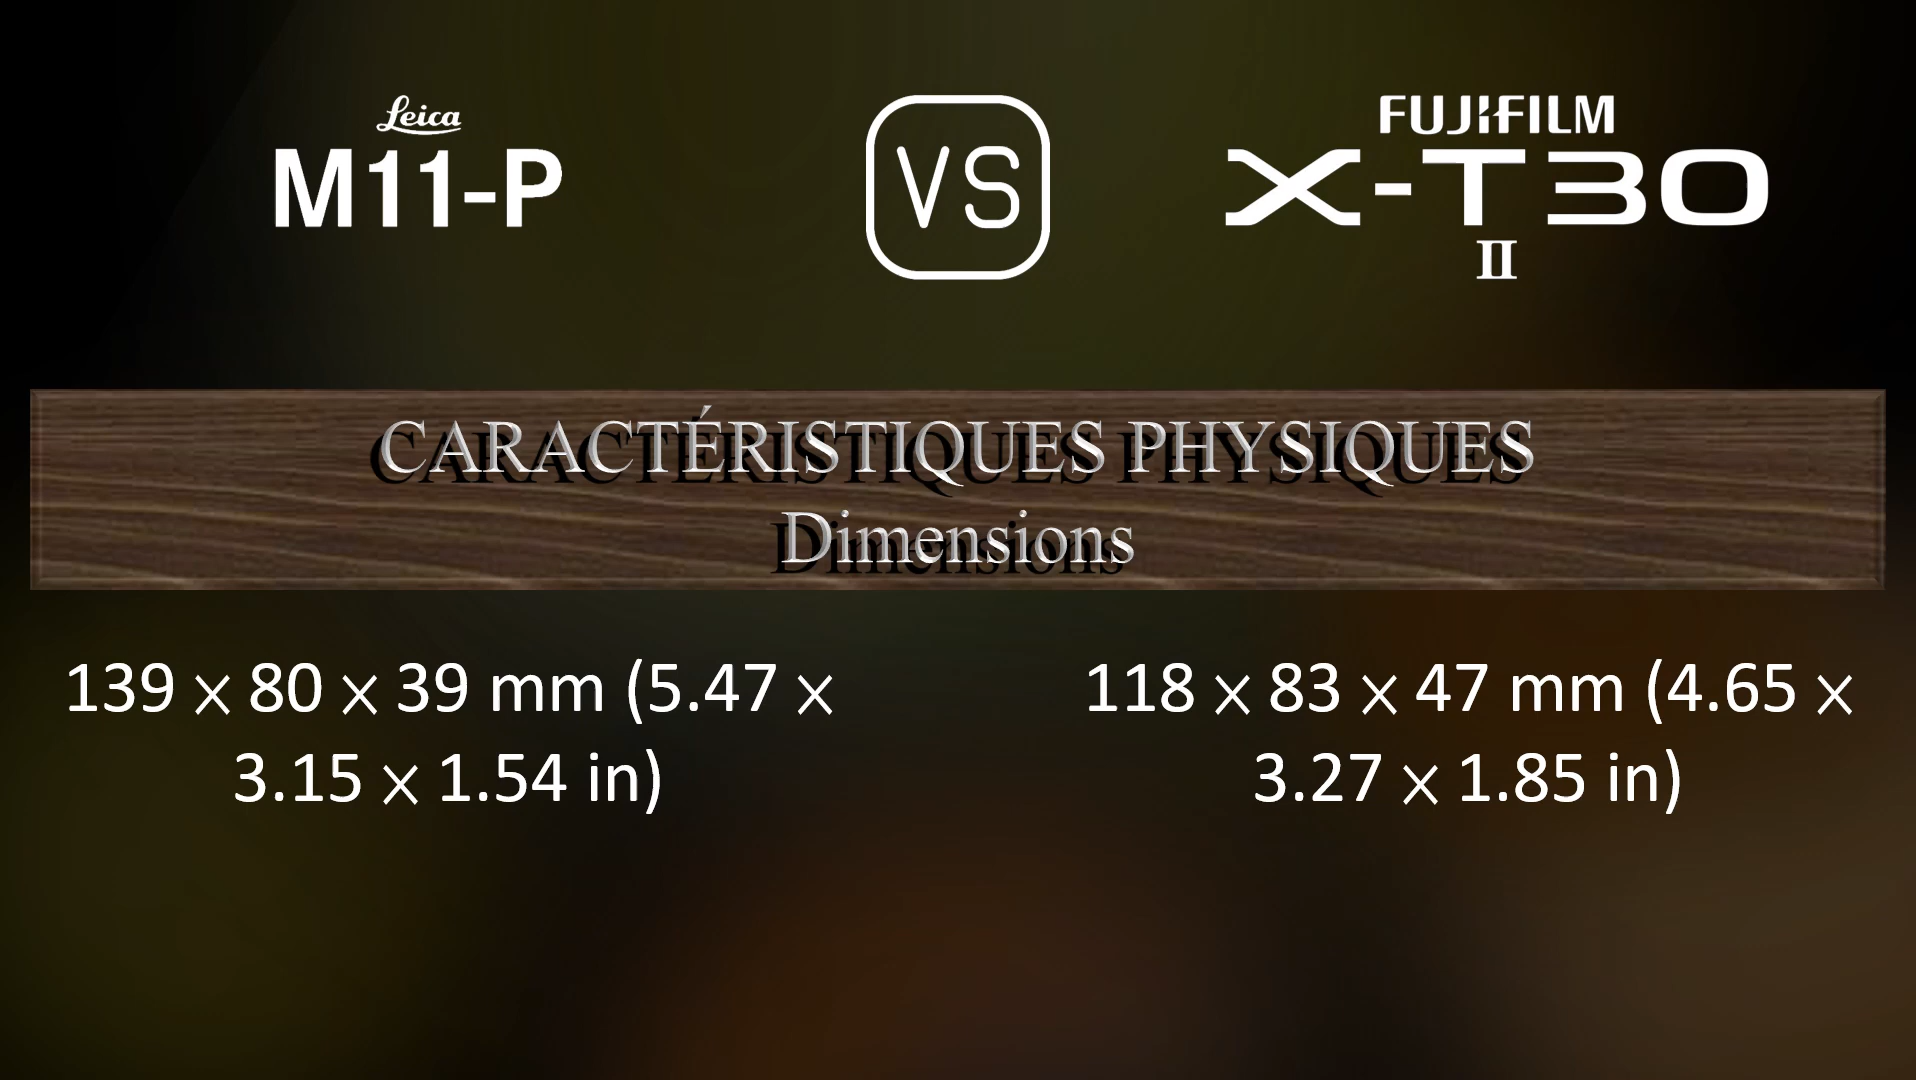 Leica
M11-P
VS
FUJIFILM
X-T30
II
CARACTÉRISTIQUES PHYSIQUES
Dimensions
139 x 80 x 39 mm (5.47 x
3.15 x 1.54 in)
118 x 83 x 47 mm (4.65 x
3.27 x 1.85 in)